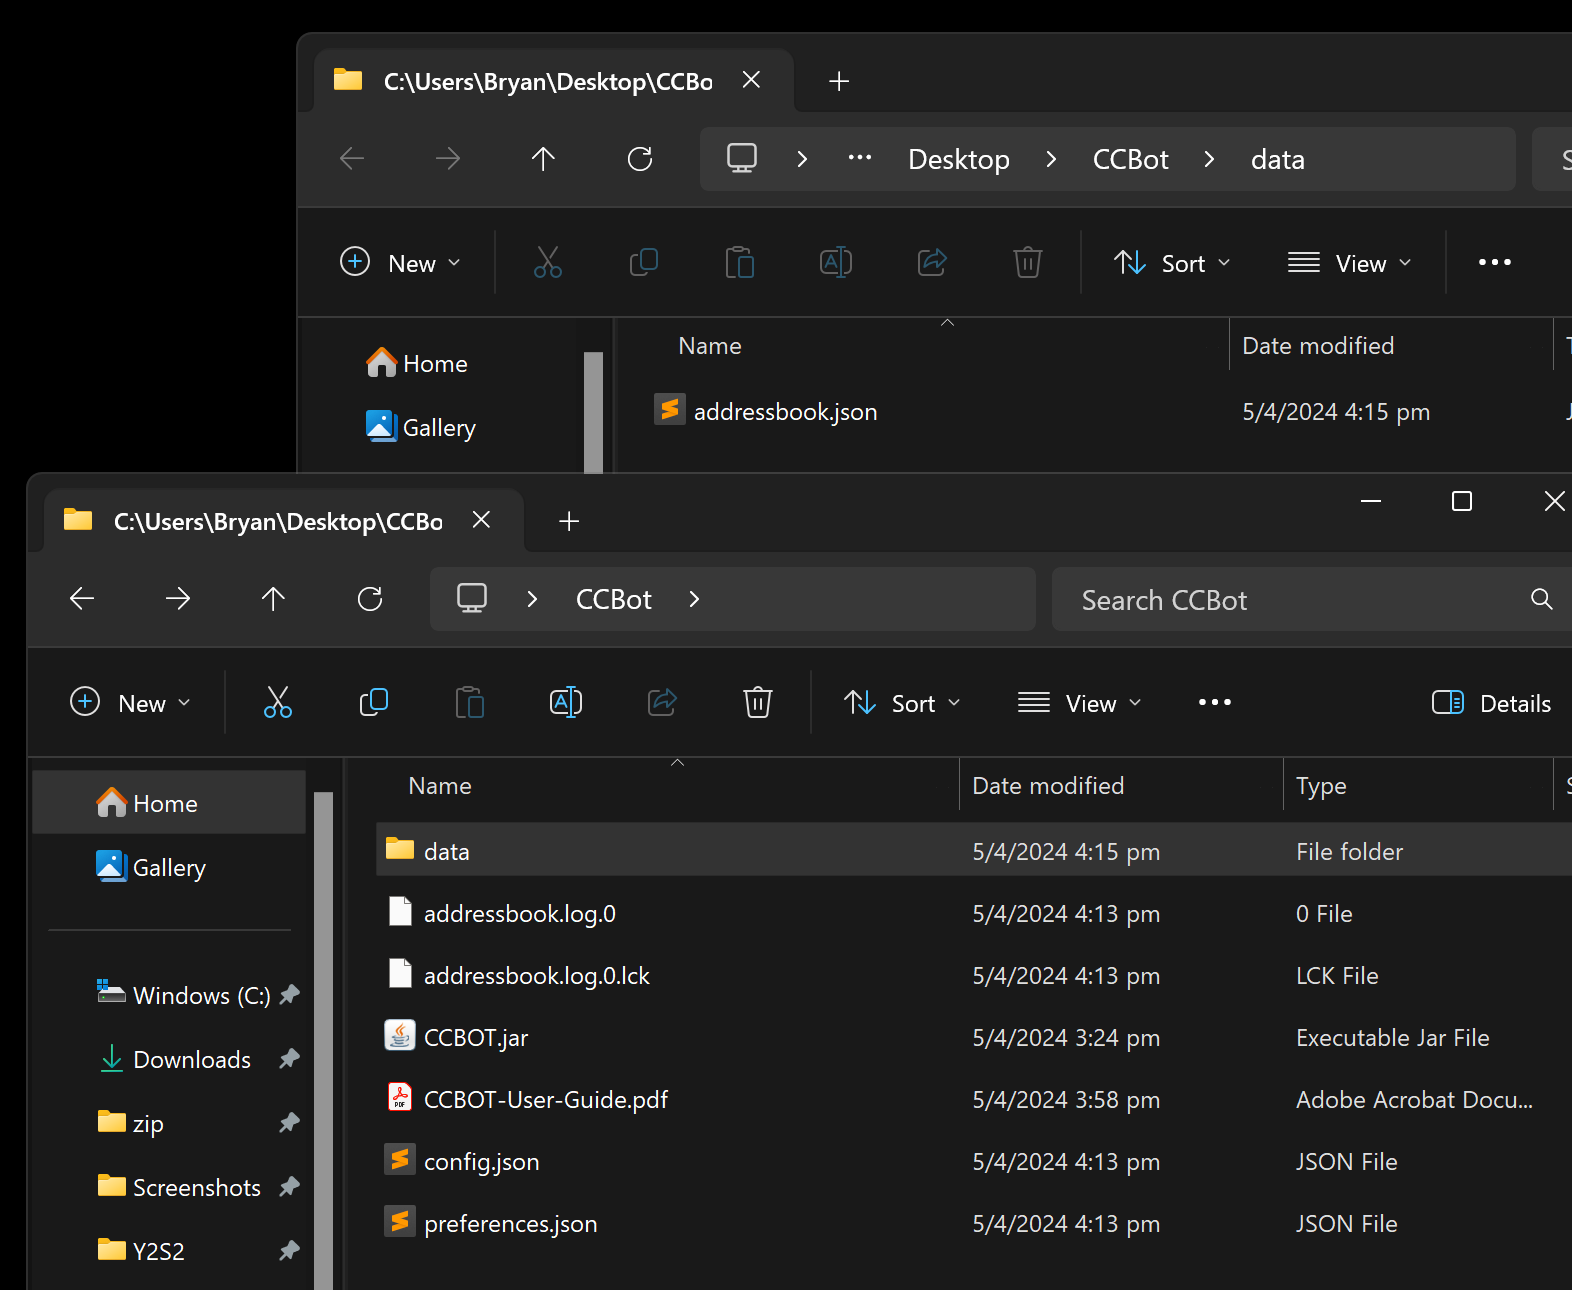 C:\Users\Bryan\Desktop\CCBo
Desktop
CCBot
data
New
Sort
View
Name
Date modified
Home
addressbook.json
5/4/2024 4:15 pm
Gallery
C:\Users\Bryan\Desktop\CCBo
CCBot
Search CCBot
New
Sort
View
Details
Name
Date modified
Type
Home
Gallery
Windows (C:)
Downloads
zip
Screenshots
Y2S2
data 5/4/2024 4:15 pm File folder
addressbook.log.0 5/4/2024 4:13 pm 0 File
addressbook.log.0.lck 5/4/2024 4:13 pm LCK File
CCBOT.jar 5/4/2024 3:24 pm Executable Jar File
CCBOT-User-Guide.pdf 5/4/2024 3:58 pm Adobe Acrobat Docu...
config.json 5/4/2024 4:13 pm JSON File
preferences.json 5/4/2024 4:13 pm JSON File